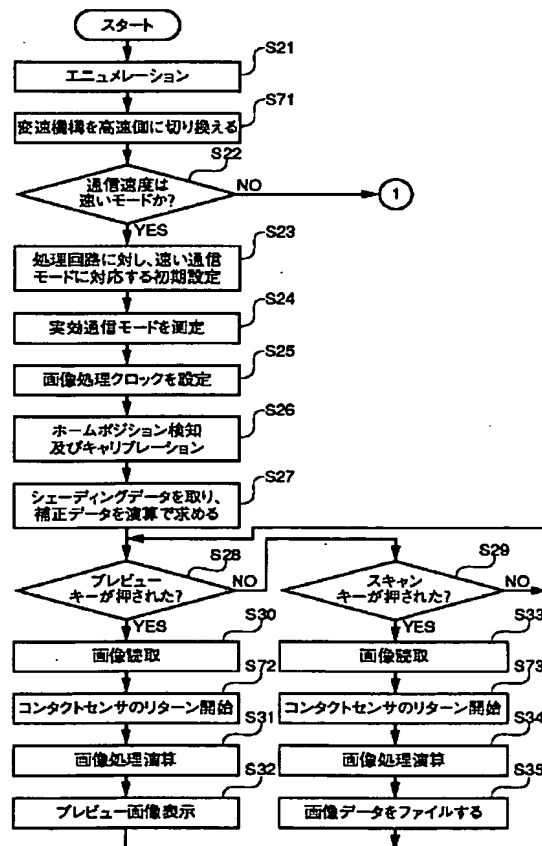 スタート
S21
エニュメレーション
S71
変速機構を高速側に切り換える
S22
通信速度は
速いモードか?
NO
1
YES
S23
処理回路に対し、速い通信
モードに対応する初期設定
S24
実効通信モードを測定
S25
画像処理クロックを設定
S26
ホームポジション検知
及びキャリブレーション
S27
シェーディングデータを取り、
補正データを演算で求める
S28
プレビュー
キーが押された?
NO
S29
スキャン
キーが押された?
NO
YES
S30
画像読取
S72
コンタクトセンサのリターン開始
S31
画像処理演算
S32
プレビュー画像表示
YES
S33
画像読取
S73
コンタクトセンサのリターン開始
S34
画像処理演算
S35
画像データをファイルする